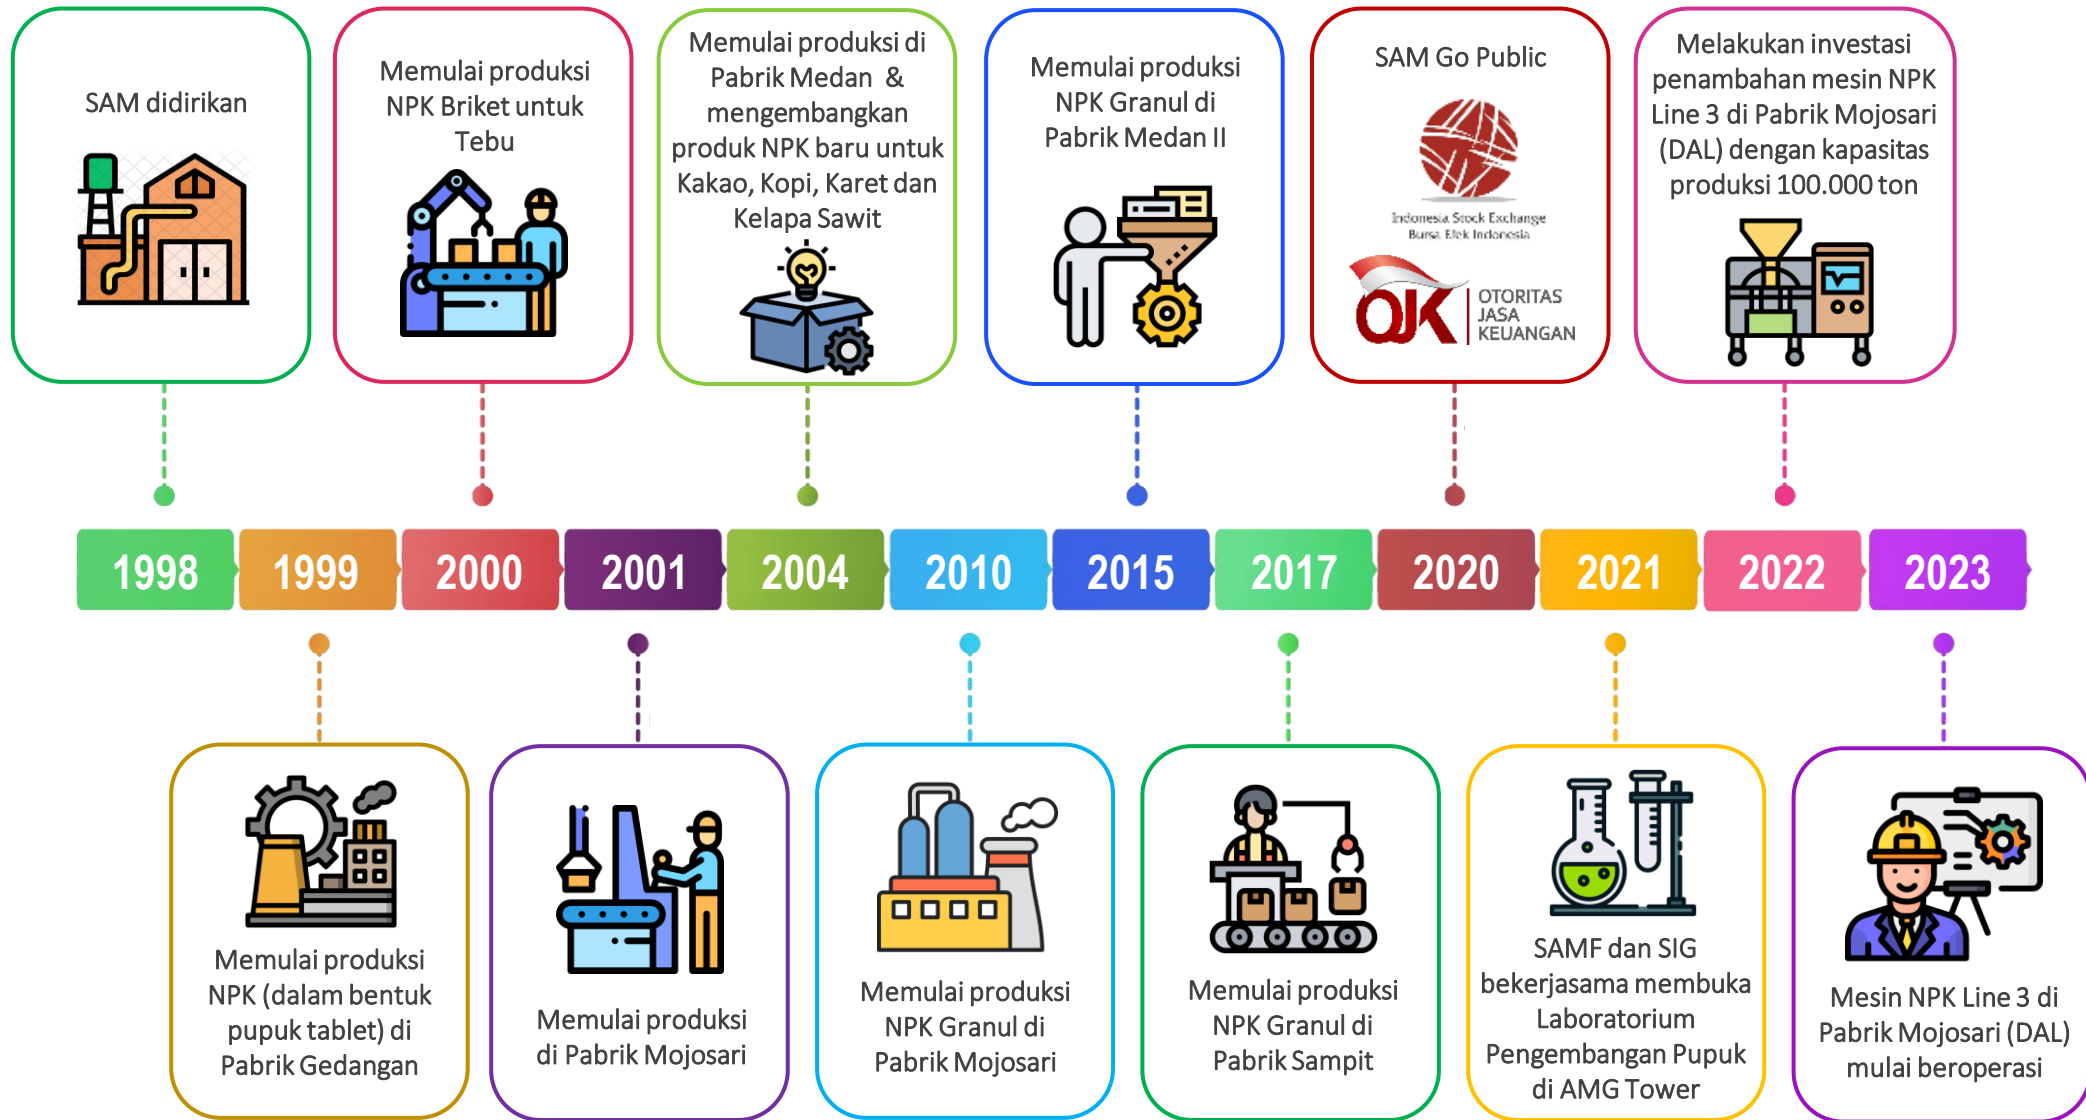 SAM didirikan
Memulai produksi
NPK Briket untuk
Tebu
Memulai produksi di
Pabrik Medan &
mengembangkan
produk NPK baru untuk
Kakao, Kopi, Karet dan
Kelapa Sawit
Memulai produksi
NPK Granul di
Pabrik Medan II
SAM Go Public
Indonesia Stock Exchange
Bursa Efek Indonesia
OJK
OTORITAS
JASA
KEUANGAN
Melakukan investasi
penambahan mesin NPK
Line 3 di Pabrik Mojosari
(DAL) dengan kapasitas
produksi 100.000 ton
1998
1999
2000
2001
2004
2010
2015
2017
2020
2021
2022
2023
Memulai produksi
NPK (dalam bentuk
pupuk tablet) di
Pabrik Gedangan
Memulai produksi
di Pabrik Mojosari
Memulai produksi
NPK Granul di
Pabrik Mojosari
Memulai produksi
NPK Granul di
Pabrik Sampit
SAMF dan SIG
bekerjasama membuka
Laboratorium
Pengembangan Pupuk
di AMG Tower
Mesin NPK Line 3 di
Pabrik Mojosari (DAL)
mulai beroperasi